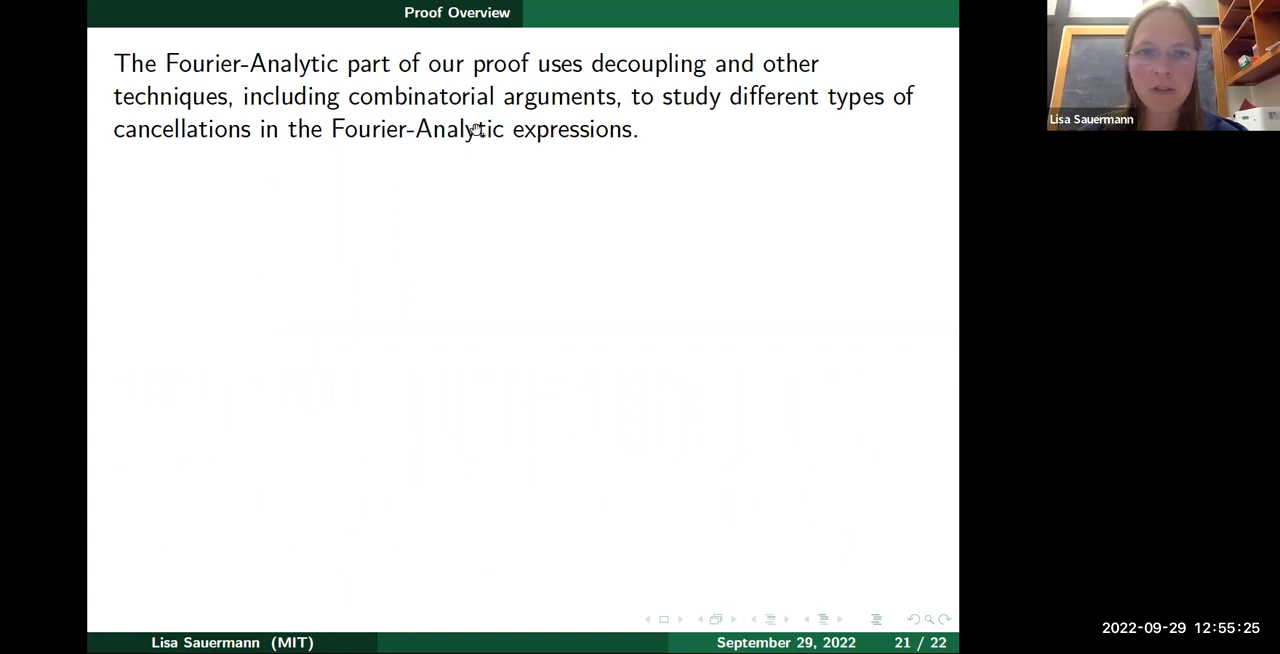 Proof Overview
The Fourier-Analytic part of our proof uses decoupling and other
techniques, including combinatorial arguments, to study different types of
cancellations in the Fourier-Analytic expressions.
Lisa Sauermann
Lisa Sauermann (MIT)
September 29, 2022
21 / 22
2022-09-29 12:55:25